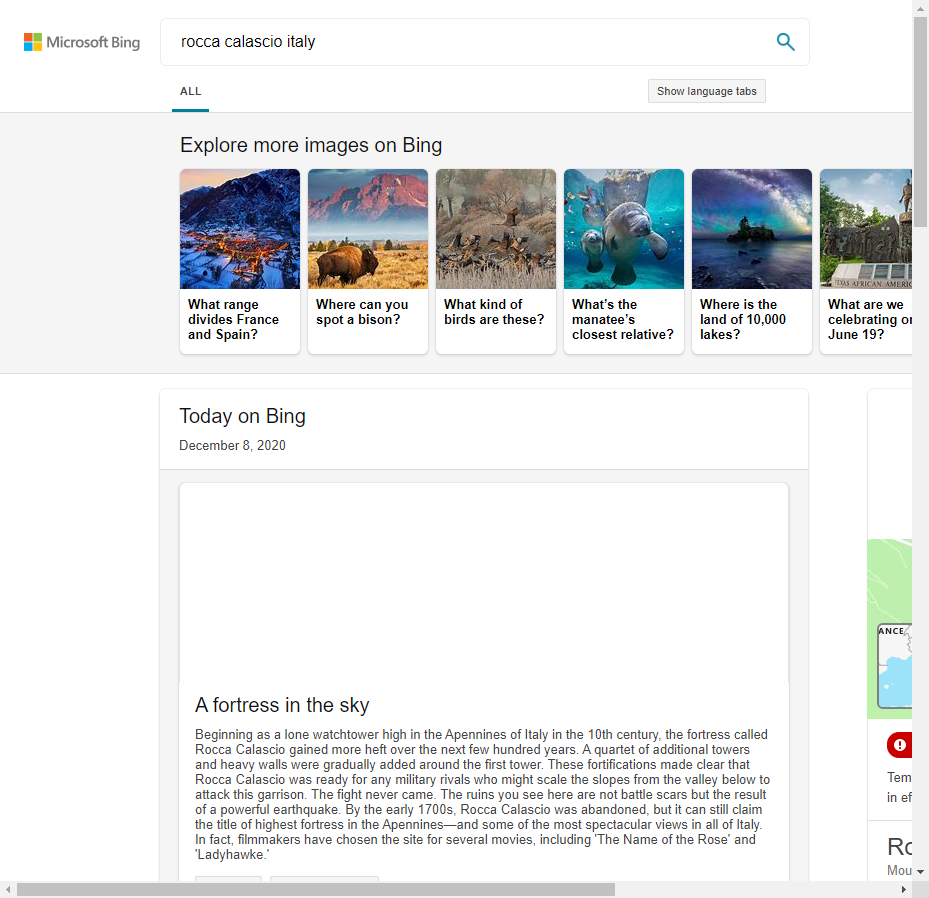 Microsoft Bing
rocca calascio italy
ALL
Show language tabs
Explore more images on Bing
What range
divides France
and Spain?
Where can you
spot a bison?
What kind of
birds are these?
What's the
manatee's
closest relative?
Where is the
land of 10,000
lakes?
TEXAS AFRICAN AMERIC
What are we
celebrating on
June 19?
Today on Bing
December 8, 2020
ANCE
A fortress in the sky
Beginning as a lone watchtower high in the Apennines of Italy in the 10th century, the fortress called
Rocca Calascio gained more heft over the next few hundred years. A quartet of additional towers
and heavy walls were gradually added around the first tower. These fortifications made clear that
Rocca Calascio was ready for any military rivals who might scale the slopes from the valley below to
attack this garrison. The fight never came. The ruins you see here are not battle scars but the result
of a powerful earthquake. By the early 1700s, Rocca Calascio was abandoned, but it can still claim
the title of highest fortress in the Apennines—and some of the most spectacular views in all of Italy.
In fact, filmmakers have chosen the site for several movies, including 'The Name of the Rose' and
'Ladyhawke.'
Tem
in ef
Ro
Mou